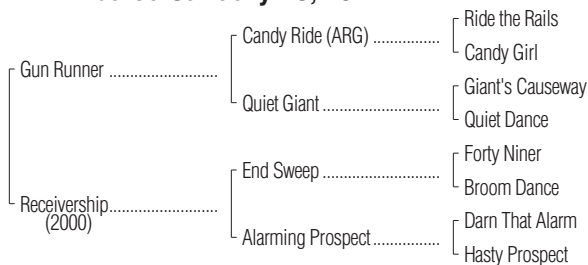 Ride the Rails
Candy Ride (ARG) ................
Candy Girl
Gun Runner ..........................
Giant's Causeway
Quiet Giant ............................
Quiet Dance
Forty Niner
End Sweep ............................
Broom Dance
Receivership..........................
(2000)
Darn That Alarm
Alarming Prospect................
Hasty Prospect